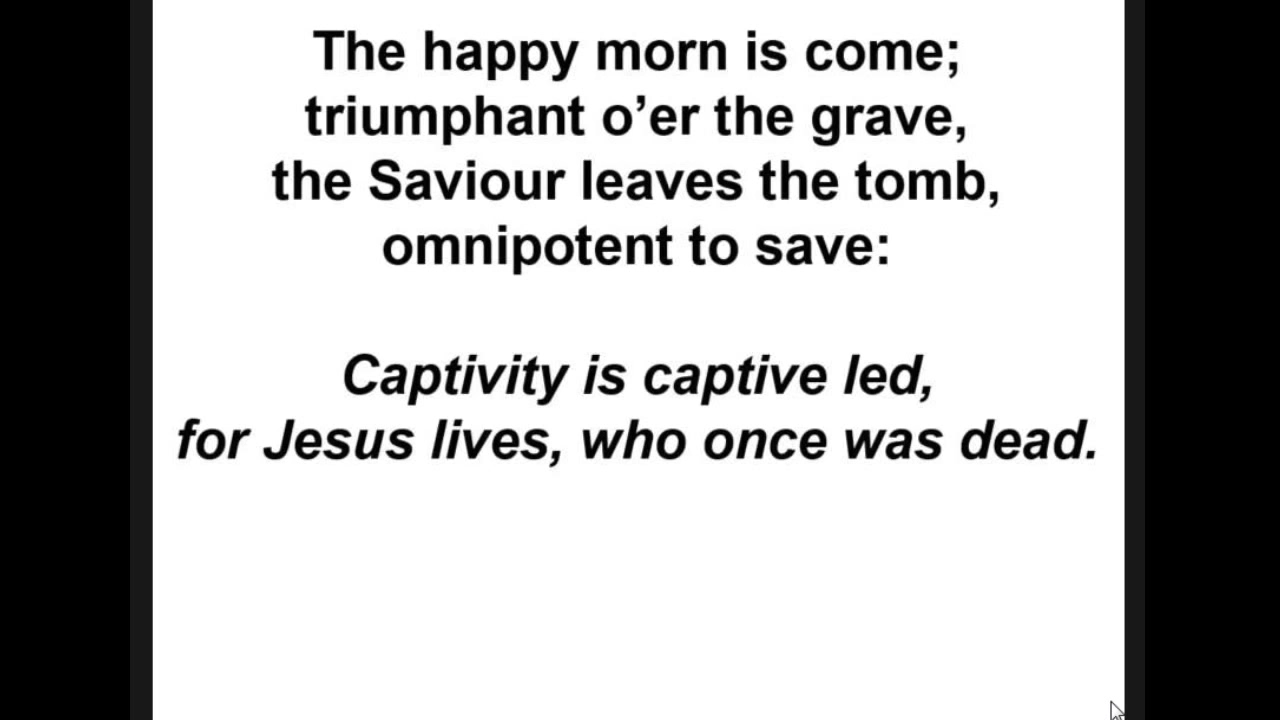 The happy morn is come;
triumphant o’er the grave,
the Saviour leaves the tomb,
omnipotent to save:
Captivity is captive led,
for Jesus lives, who once was dead.